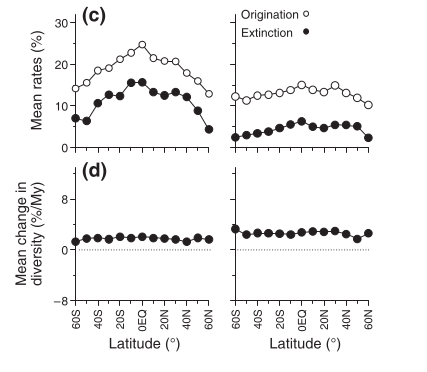 (c)
Origination
Extinction
Mean rates (%)
30
20
10
0
(d)
Mean change in
diversity (%/My)
8
0
−8
60S 40S 20S 0EQ 20N 40N 60N
60S 40S 20S 0EQ 20N 40N 60N
Latitude (°)
Latitude (°)